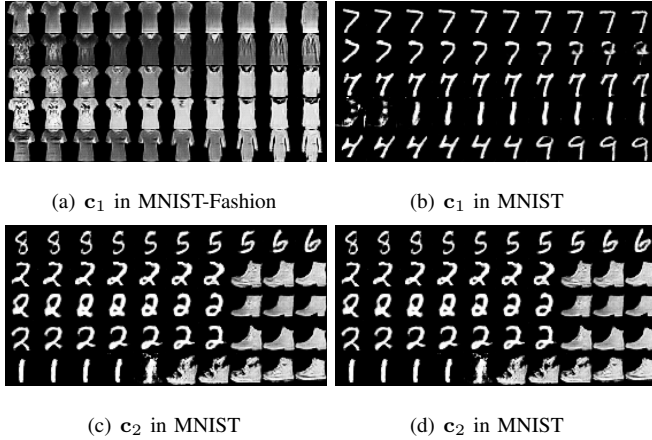 (a) c₁ in MNIST-Fashion
(b) c₁ in MNIST
(c) c₂ in MNIST
(d) c₂ in MNIST